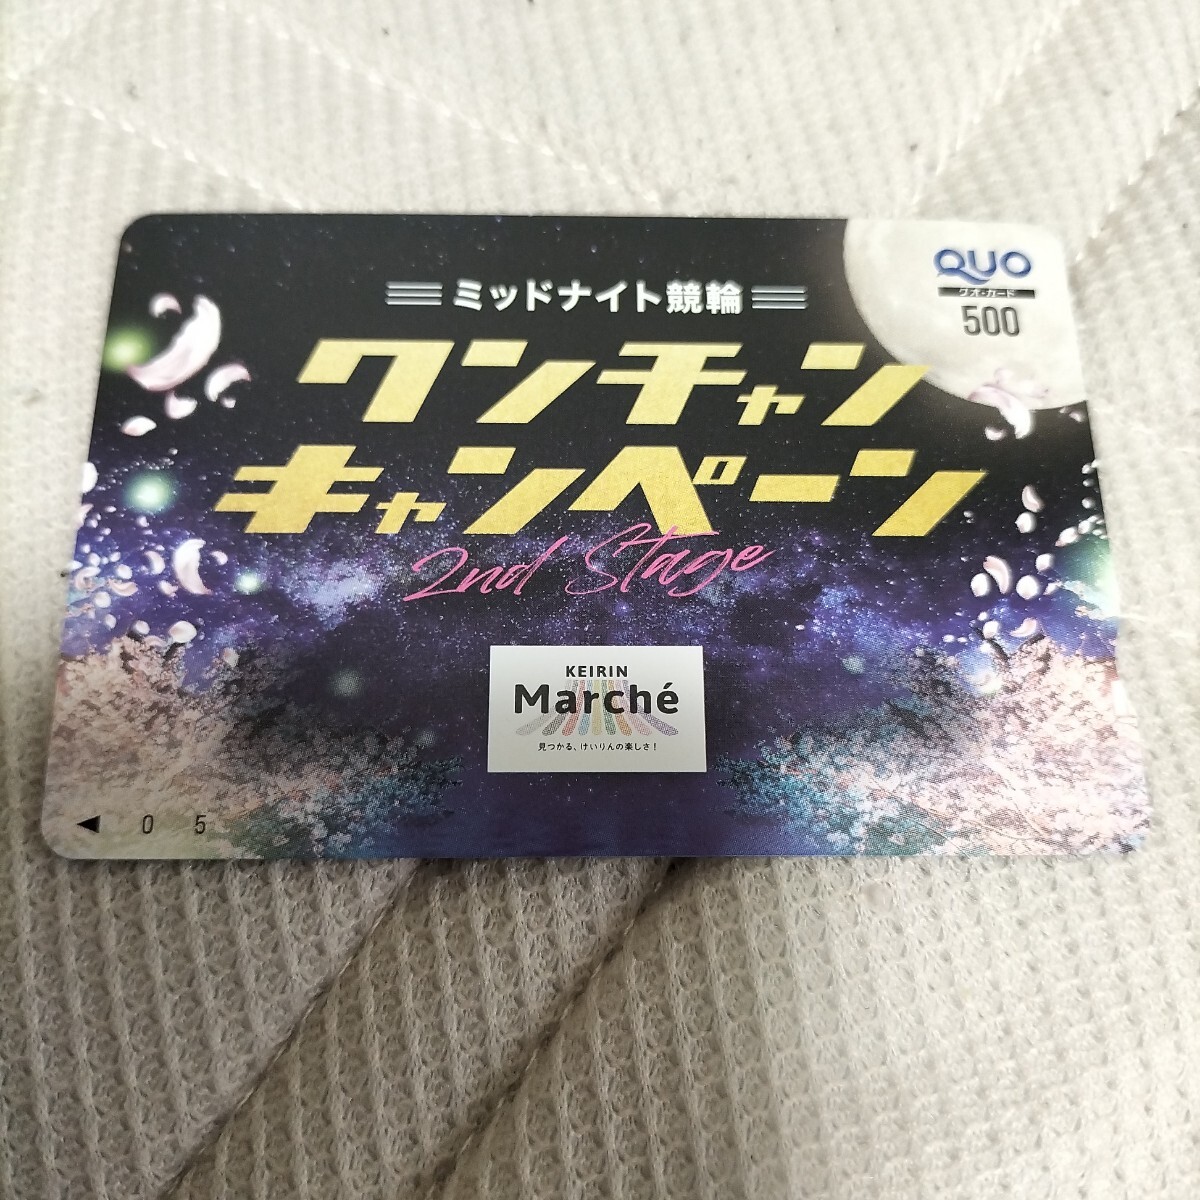 QUO
クオ・カード
500
ミッドナイト競輪
ワンチャン
キャンペーン
2nd Stage
KEIRIN
Marché
見つかる、けいりんの楽しさ!
0 5